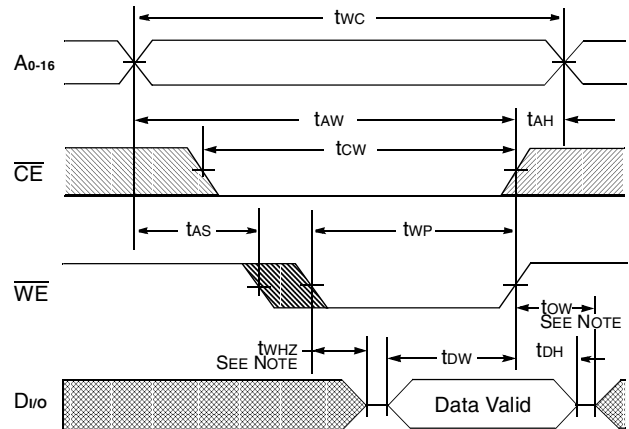 tWC
A0-16
tAW
tAH
tCW
CE
tAS
tWP
WE
tOW
SEE NOTE
tWHZ
SEE NOTE
tDW
tDH
DI/O
Data Valid